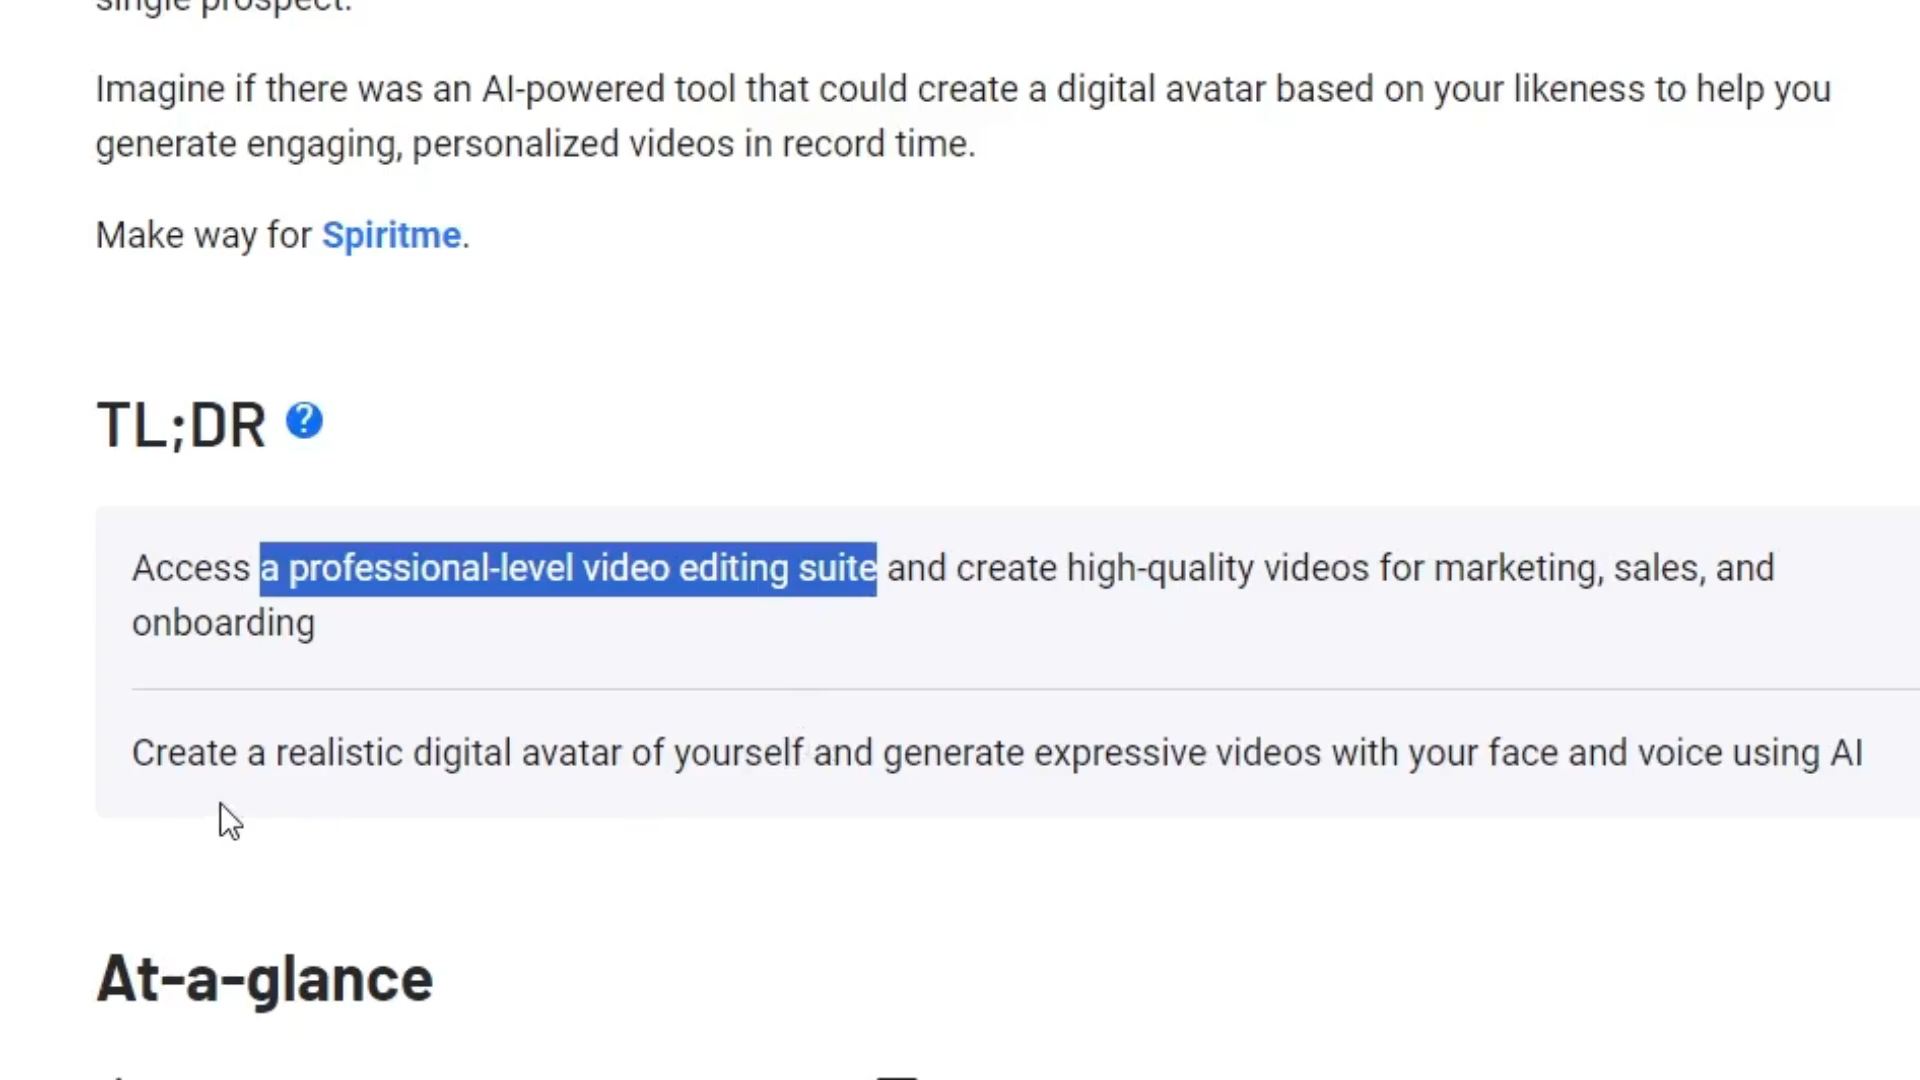 single prospect.
Imagine if there was an AI-powered tool that could create a digital avatar based on your likeness to help you
generate engaging, personalized videos in record time.
Make way for Spiritme.
TL;DR ?
Access a professional-level video editing suite and create high-quality videos for marketing, sales, and
onboarding
Create a realistic digital avatar of yourself and generate expressive videos with your face and voice using AI
At-a-glance